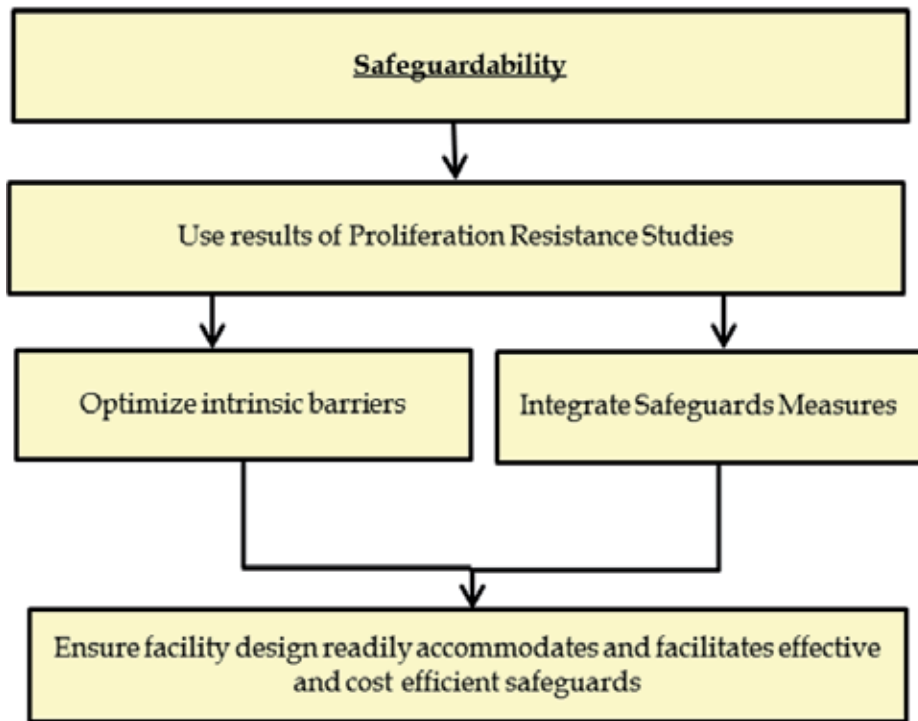 Safeguardability
Use results of Proliferation Resistance Studies
Optimize intrinsic barriers
Integrate Safeguards Measures
Ensure facility design readily accommodates and facilitates effective
and cost efficient safeguards